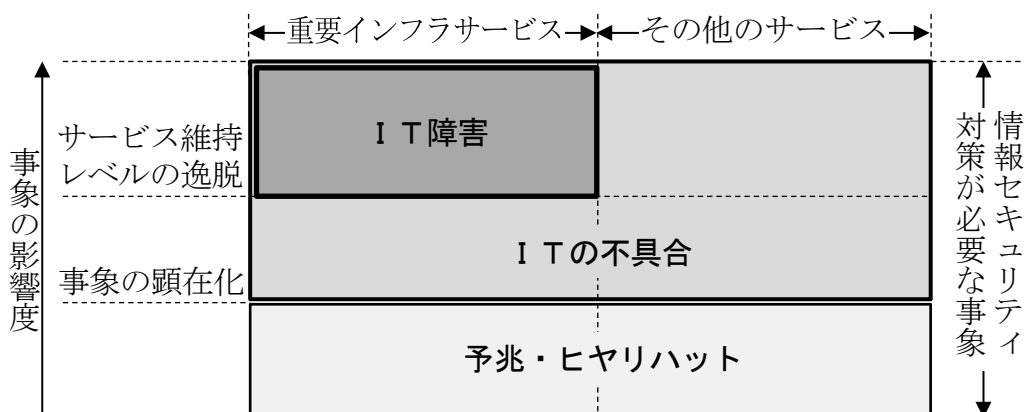 重要インフラサービス
その他のサービス
事象の影響度
サービス維持
レベルの逸脱
事象の顕在化
ＩＴ障害
ＩＴの不具合
予兆・ヒヤリハット
情報セキュリティ
対策が必要な事象